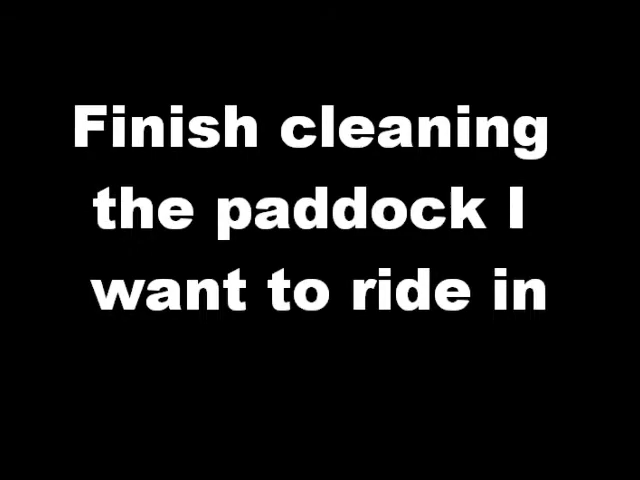 Finish cleaning
the paddock I
want to ride in